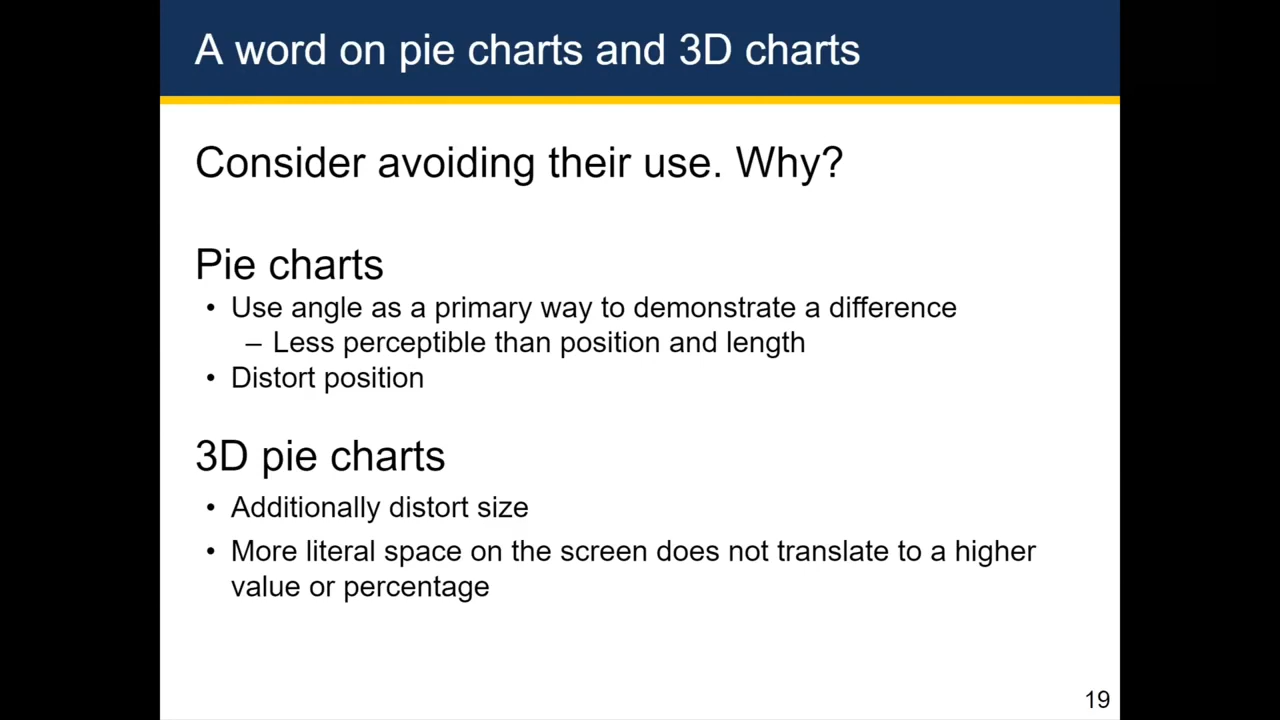 A word on pie charts and 3D charts
Consider avoiding their use. Why?
Pie charts
• Use angle as a primary way to demonstrate a difference
– Less perceptible than position and length
• Distort position
3D pie charts
• Additionally distort size
• More literal space on the screen does not translate to a higher
value or percentage
19